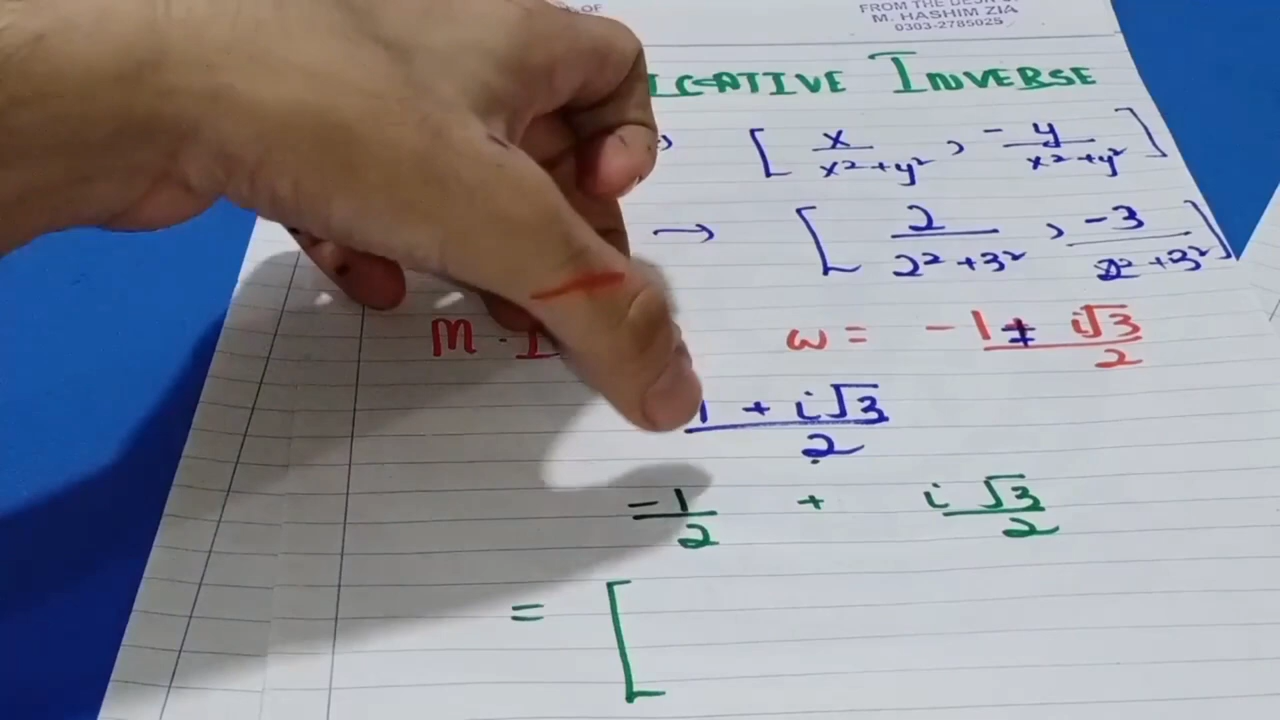 OF
FROM THE DESK O
M. HASHIM ZIA
0303-2785025
ICATIVE INVERSE
[ x/(x²+y²) , -y/(x²+y²) ]
→ [ 2/(2²+3²) , -3/(2²+3²) ]
M.I ω = (-1 ± i√3)/2
(1 + i√3)/2
-1/2 + i√3/2
= [